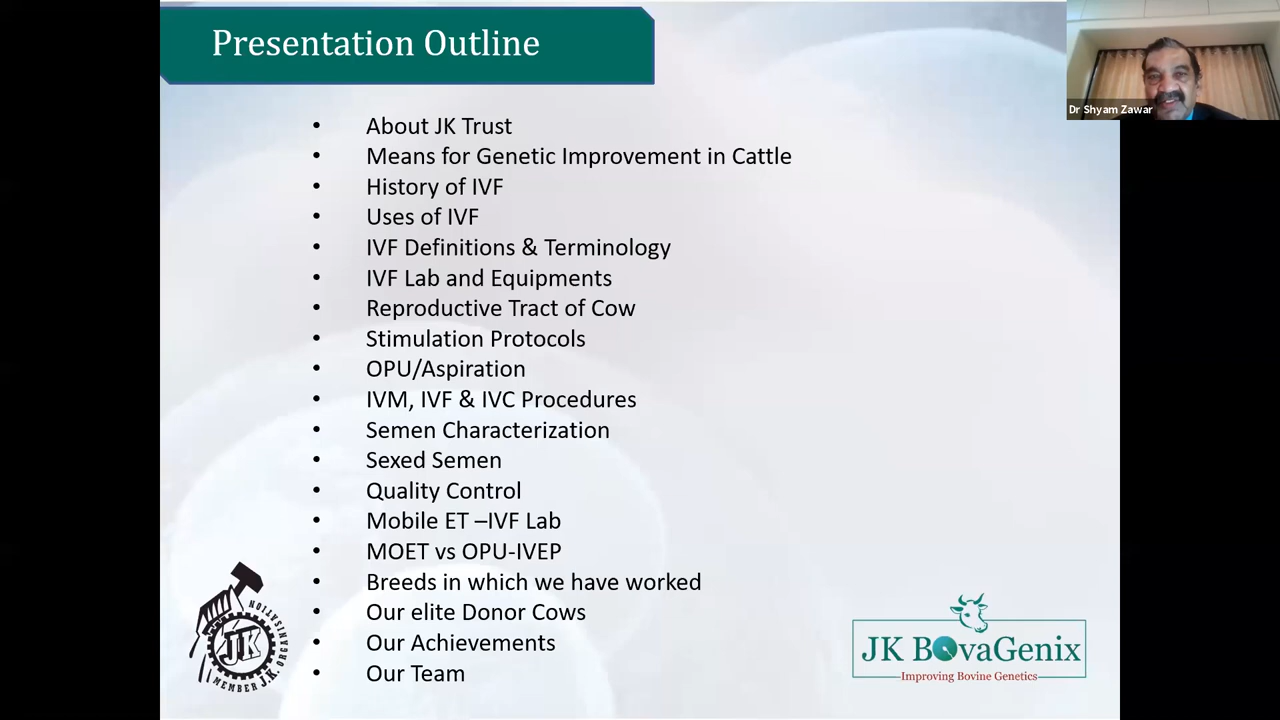 Presentation Outline
Dr Shyam Zawar
• About JK Trust
• Means for Genetic Improvement in Cattle
• History of IVF
• Uses of IVF
• IVF Definitions & Terminology
• IVF Lab and Equipments
• Reproductive Tract of Cow
• Stimulation Protocols
• OPU/Aspiration
• IVM, IVF & IVC Procedures
• Semen Characterization
• Sexed Semen
• Quality Control
• Mobile ET –IVF Lab
• MOET vs OPU-IVEP
• Breeds in which we have worked
• Our elite Donor Cows
• Our Achievements
• Our Team
JK
MEMBER J.K. ORGANISATION
JK BovaGenix
Improving Bovine Genetics